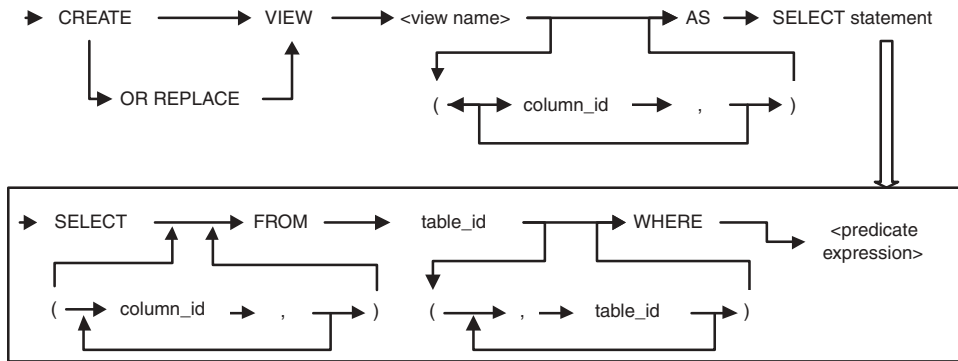 CREATE VIEW <view name> AS SELECT statement
OR REPLACE
( column_id , )
SELECT FROM table_id WHERE <predicate
expression>
( column_id , ) ( , table_id )